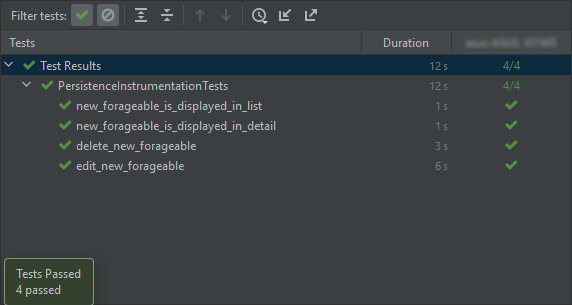 Filter tests:
Tests Duration
Test Results 12 s 4/4
PersistenceInstrumentationTests 12 s 4/4
new_forageable_is_displayed_in_list 1 s
new_forageable_is_displayed_in_detail 1 s
delete_new_forageable 3 s
edit_new_forageable 6 s
Tests Passed
4 passed